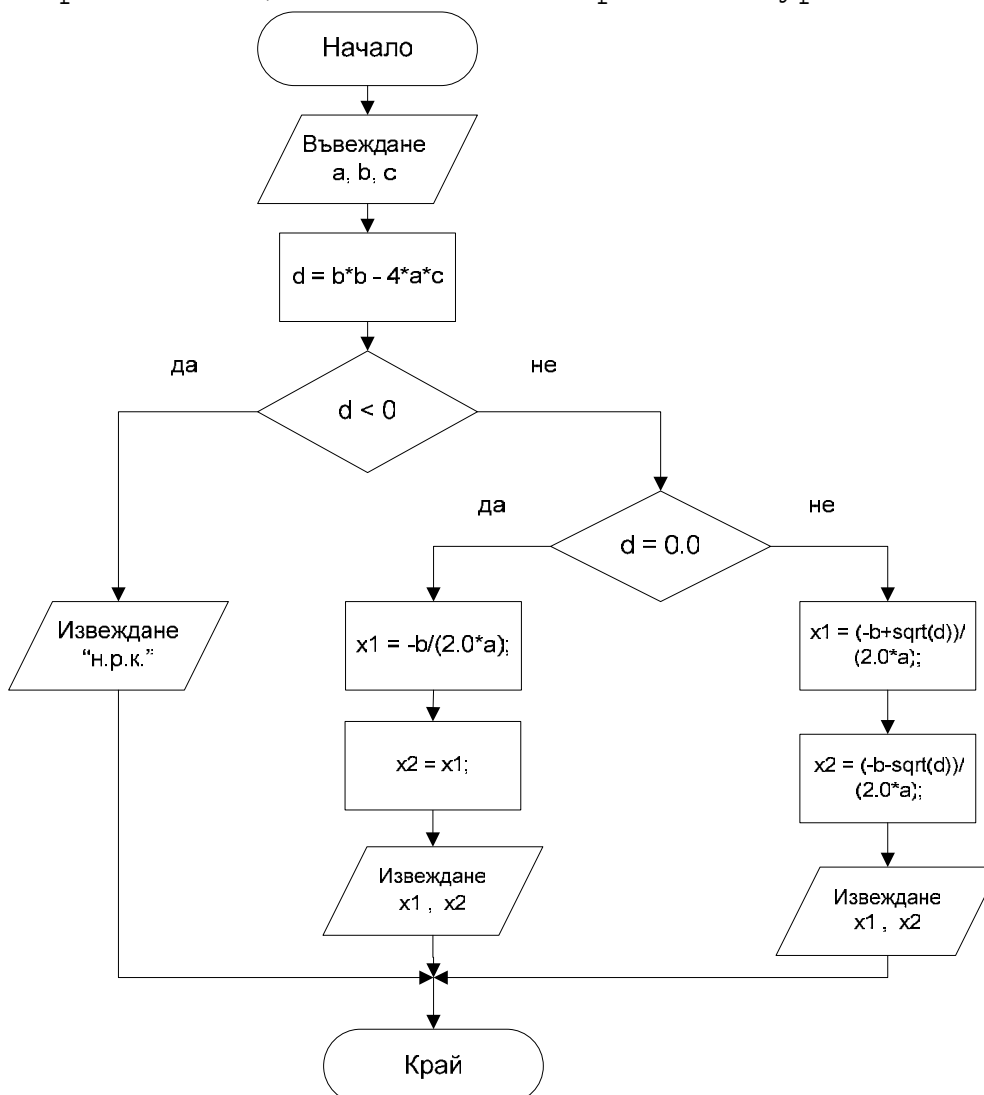 Начало
Въвеждане
a, b, c
d = b*b - 4*a*c
да
не
d < 0
да
не
d = 0.0
Извеждане
“н.р.к.”
x1 = -b/(2.0*a);
x1 = (-b+sqrt(d))/
(2.0*a);
x2 = x1;
x2 = (-b-sqrt(d))/
(2.0*a);
Извеждане
x1 , x2
Извеждане
x1 , x2
Край